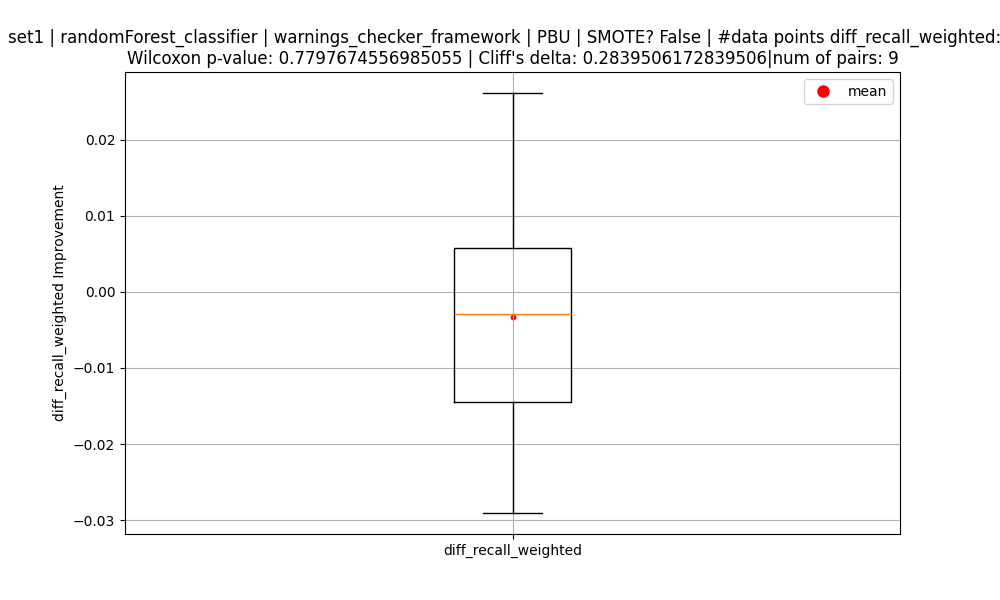 set1 | randomForest_classifier | warnings_checker_framework | PBU | SMOTE? False | #data points diff_recall_weighted:
Wilcoxon p-value: 0.7797674556985055 | Cliff's delta: 0.2839506172839506|num of pairs: 9
mean
0.02
0.01
0.00
−0.01
−0.02
−0.03
diff_recall_weighted Improvement
diff_recall_weighted